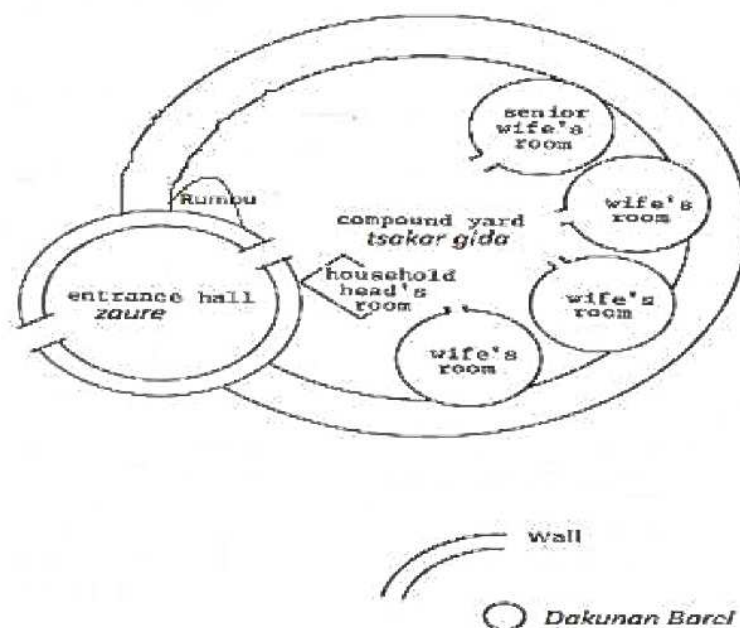 senior
wife's
room
Rumbu
wife's
room
compound yard
tsakar gida
household
head's
room
entrance hall
zaure
wife's
room
wife's
room
Wall
Dakunan Barci